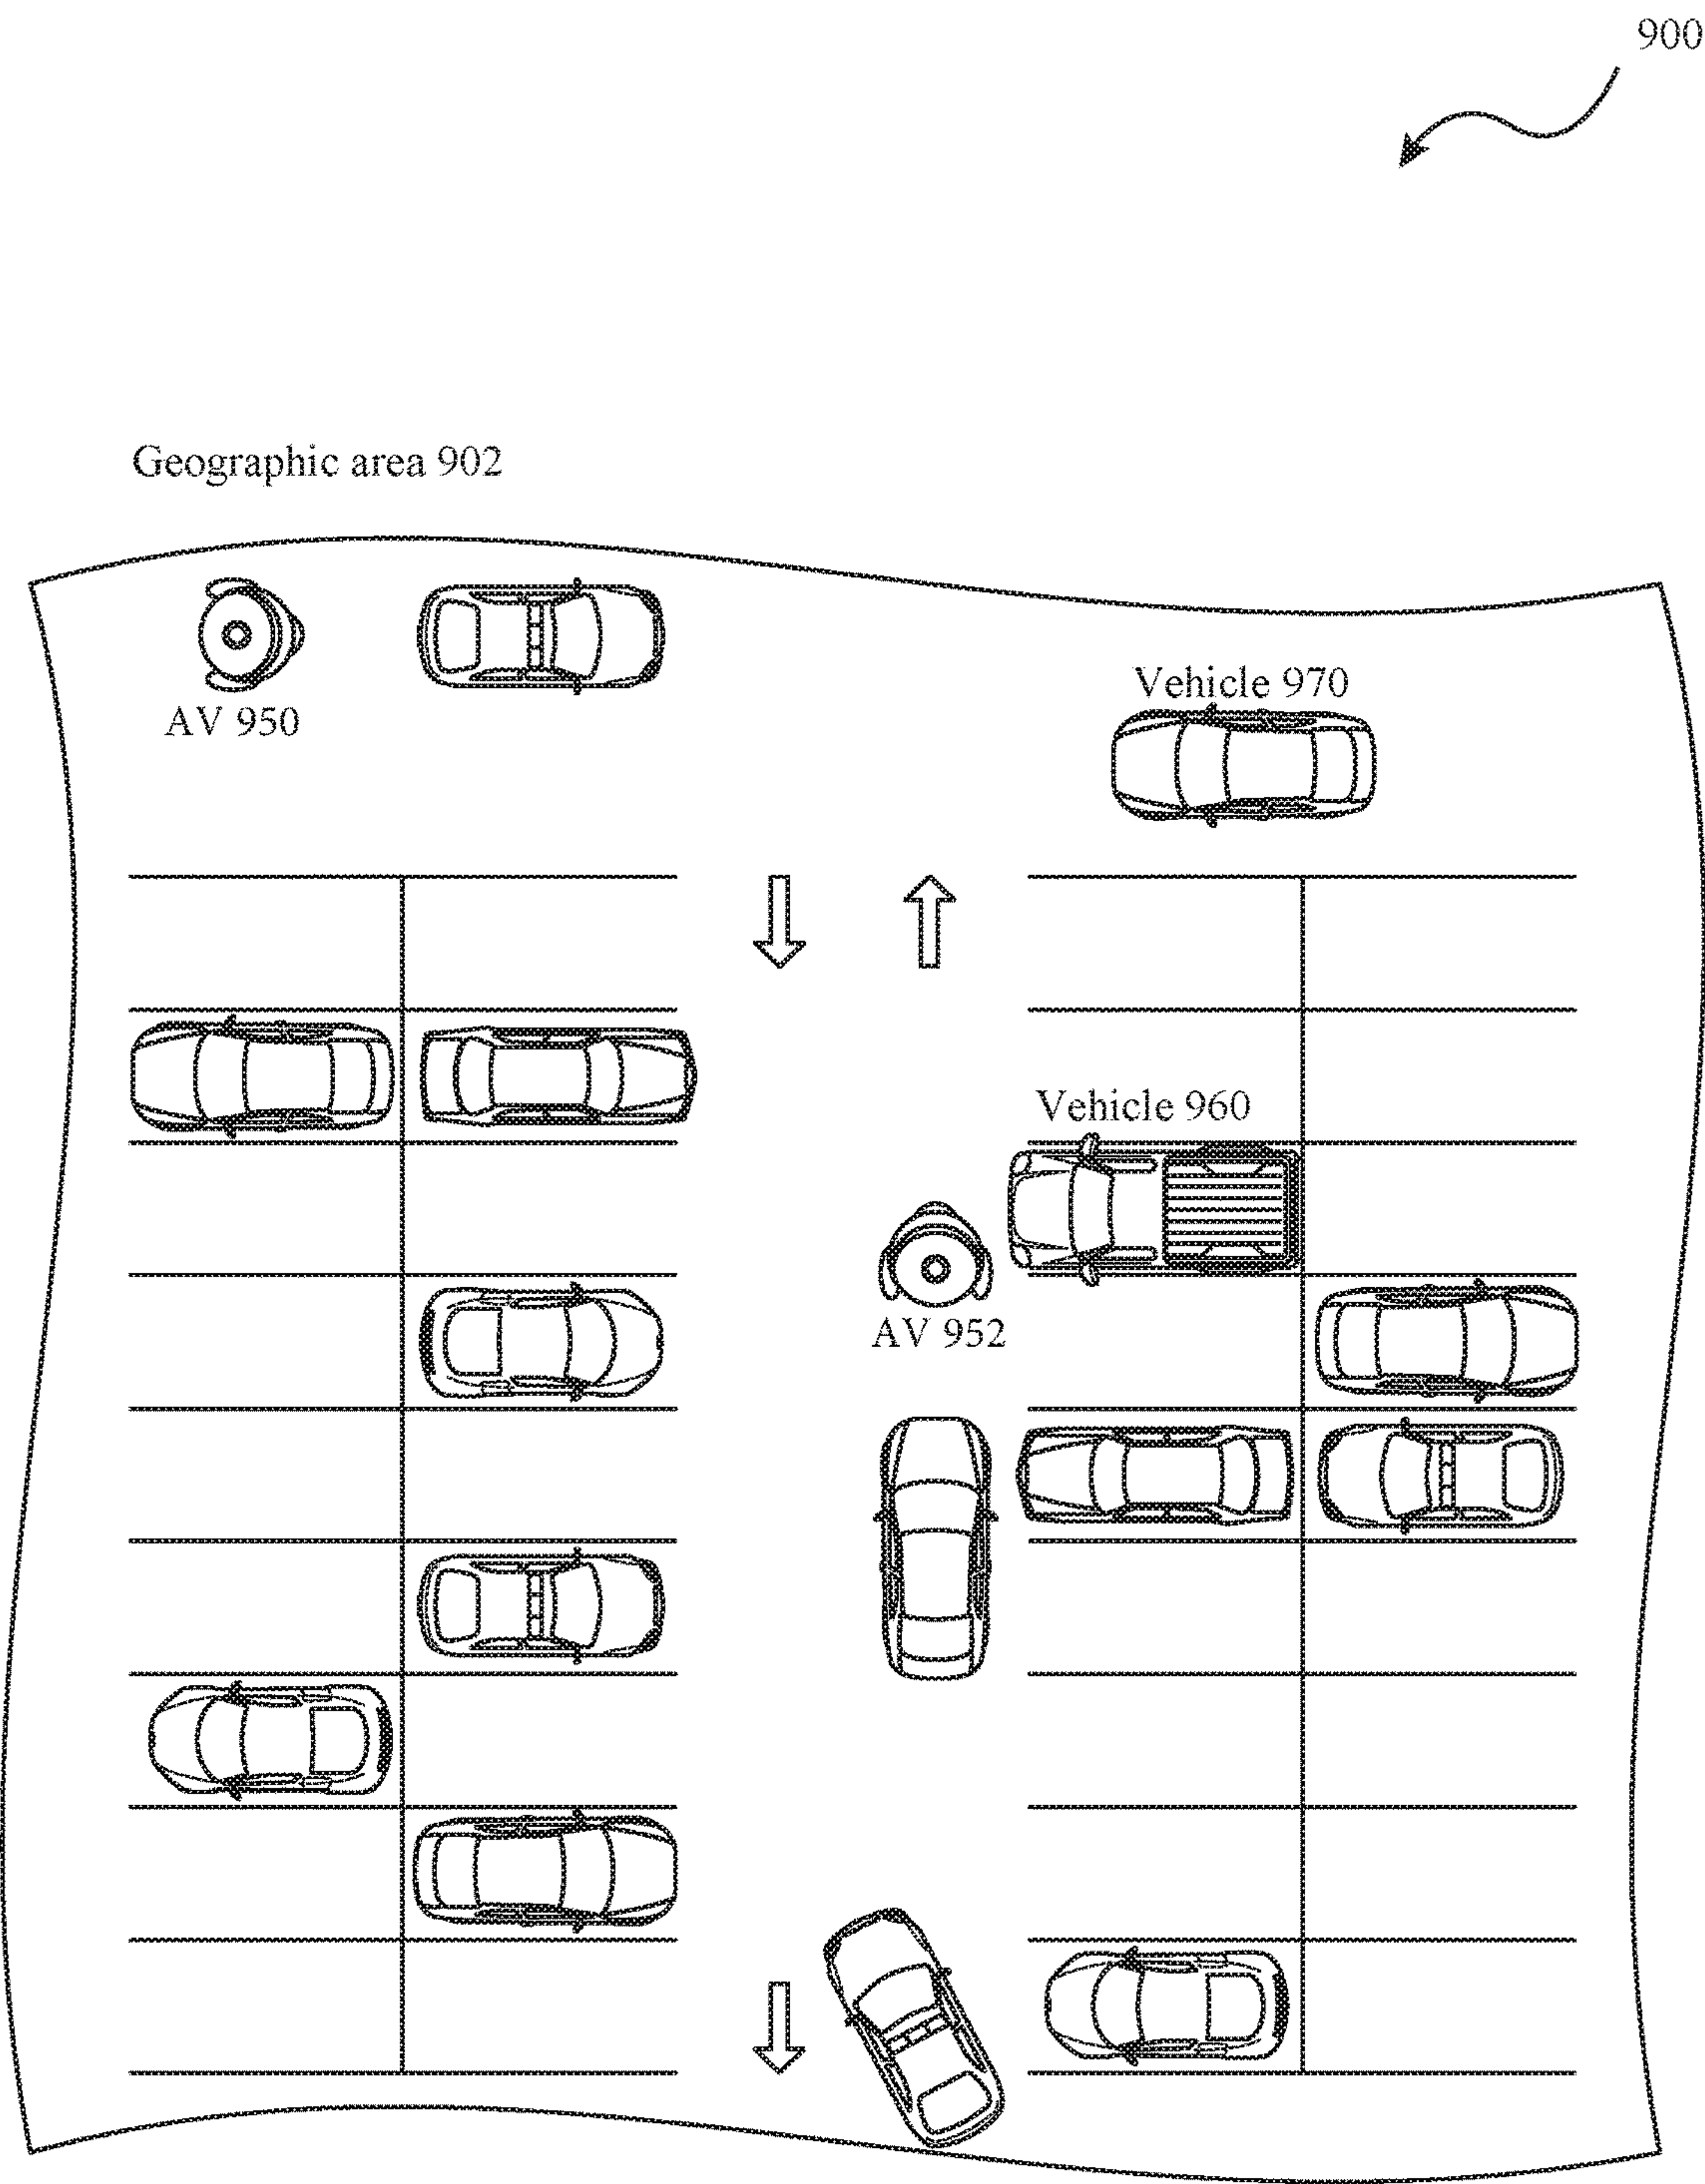 900
Geographic area 902
AV 950
Vehicle 970
Vehicle 960
AV 952